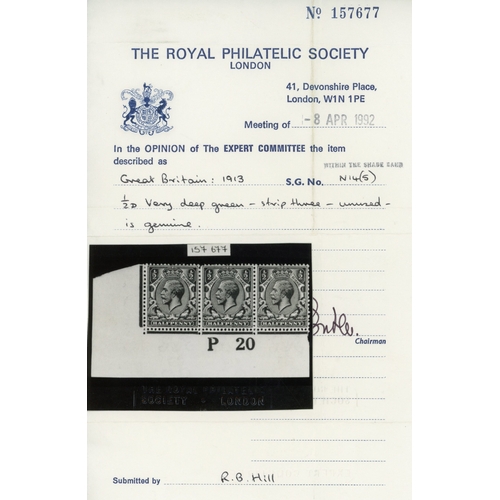 No 157677
THE ROYAL PHILATELIC SOCIETY
LONDON
41, Devonshire Place,
London, W1N 1PE
Meeting of -8 APR 1992
In the OPINION of The EXPERT COMMITTEE the item
described as
WITHIN THE SHADE CARD
Great Britain: 1913 S.G. No. N14(5)
½D Very deep green - strip three - unused -
is genuine.
157 677
HALFPENNY HALFPENNY HALFPENNY
P 20
Chairman
THE ROYAL PHILATELIC
SOCIETY - LONDON
Submitted by R.B. Hill